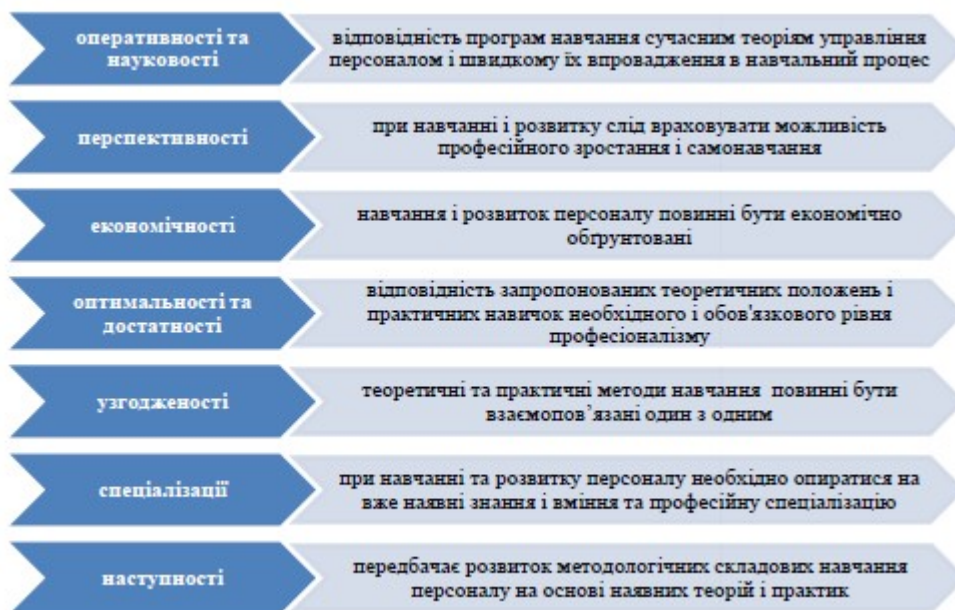 оперативності та
науковості
відповідність програм навчання сучасним теоріям управління
персоналом і швидкому їх впровадження в навчальний процес
перспективності
при навчанні і розвитку слід враховувати можливість
професійного зростання і самонавчання
економічності
навчання і розвиток персоналу повинні бути економічно
обґрунтовані
оптимальності та
достатності
відповідність запропонованих теоретичних положень і
практичних навичок необхідного і обов'язкового рівня
професіоналізму
узгодженості
теоретичні та практичні методи навчання повинні бути
взаємопов’язані один з одним
спеціалізації
при навчанні та розвитку персоналу необхідно опиратися на
вже наявні знання і вміння та професійну спеціалізацію
наступності
передбачає розвиток методологічних складових навчання
персоналу на основі наявних теорій і практик